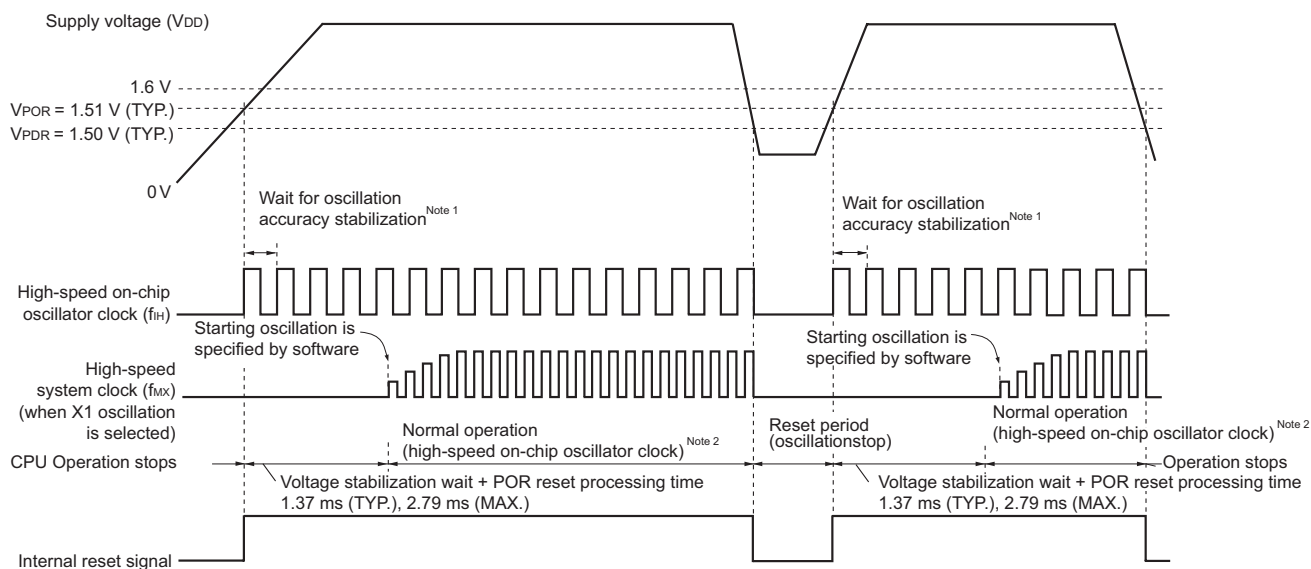 Supply voltage (VDD)
1.6 V
VPOR = 1.51 V (TYP.)
VPDR = 1.50 V (TYP.)
0 V
Wait for oscillation
accuracy stabilization Note 1
Wait for oscillation
accuracy stabilization Note 1
High-speed on-chip
oscillator clock (fIH)
Starting oscillation is
specified by software
Starting oscillation is
specified by software
High-speed
system clock (fMX)
(when X1 oscillation
is selected)
Normal operation
(high-speed on-chip oscillator clock) Note 2
Reset period
(oscillationstop)
Normal operation
(high-speed on-chip oscillator clock) Note 2
CPU Operation stops
Operation stops
Voltage stabilization wait + POR reset processing time
1.37 ms (TYP.), 2.79 ms (MAX.)
Voltage stabilization wait + POR reset processing time
1.37 ms (TYP.), 2.79 ms (MAX.)
Internal reset signal